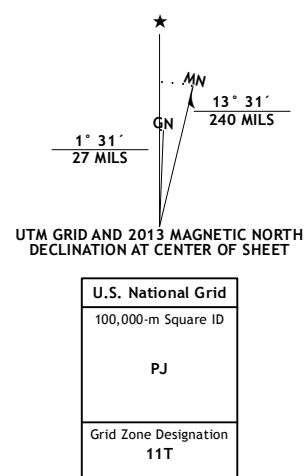 ★
MN
GN
1° 31´
27 MILS
13° 31´
240 MILS
UTM GRID AND 2013 MAGNETIC NORTH
DECLINATION AT CENTER OF SHEET
U.S. National Grid
100,000-m Square ID
PJ
Grid Zone Designation
11T